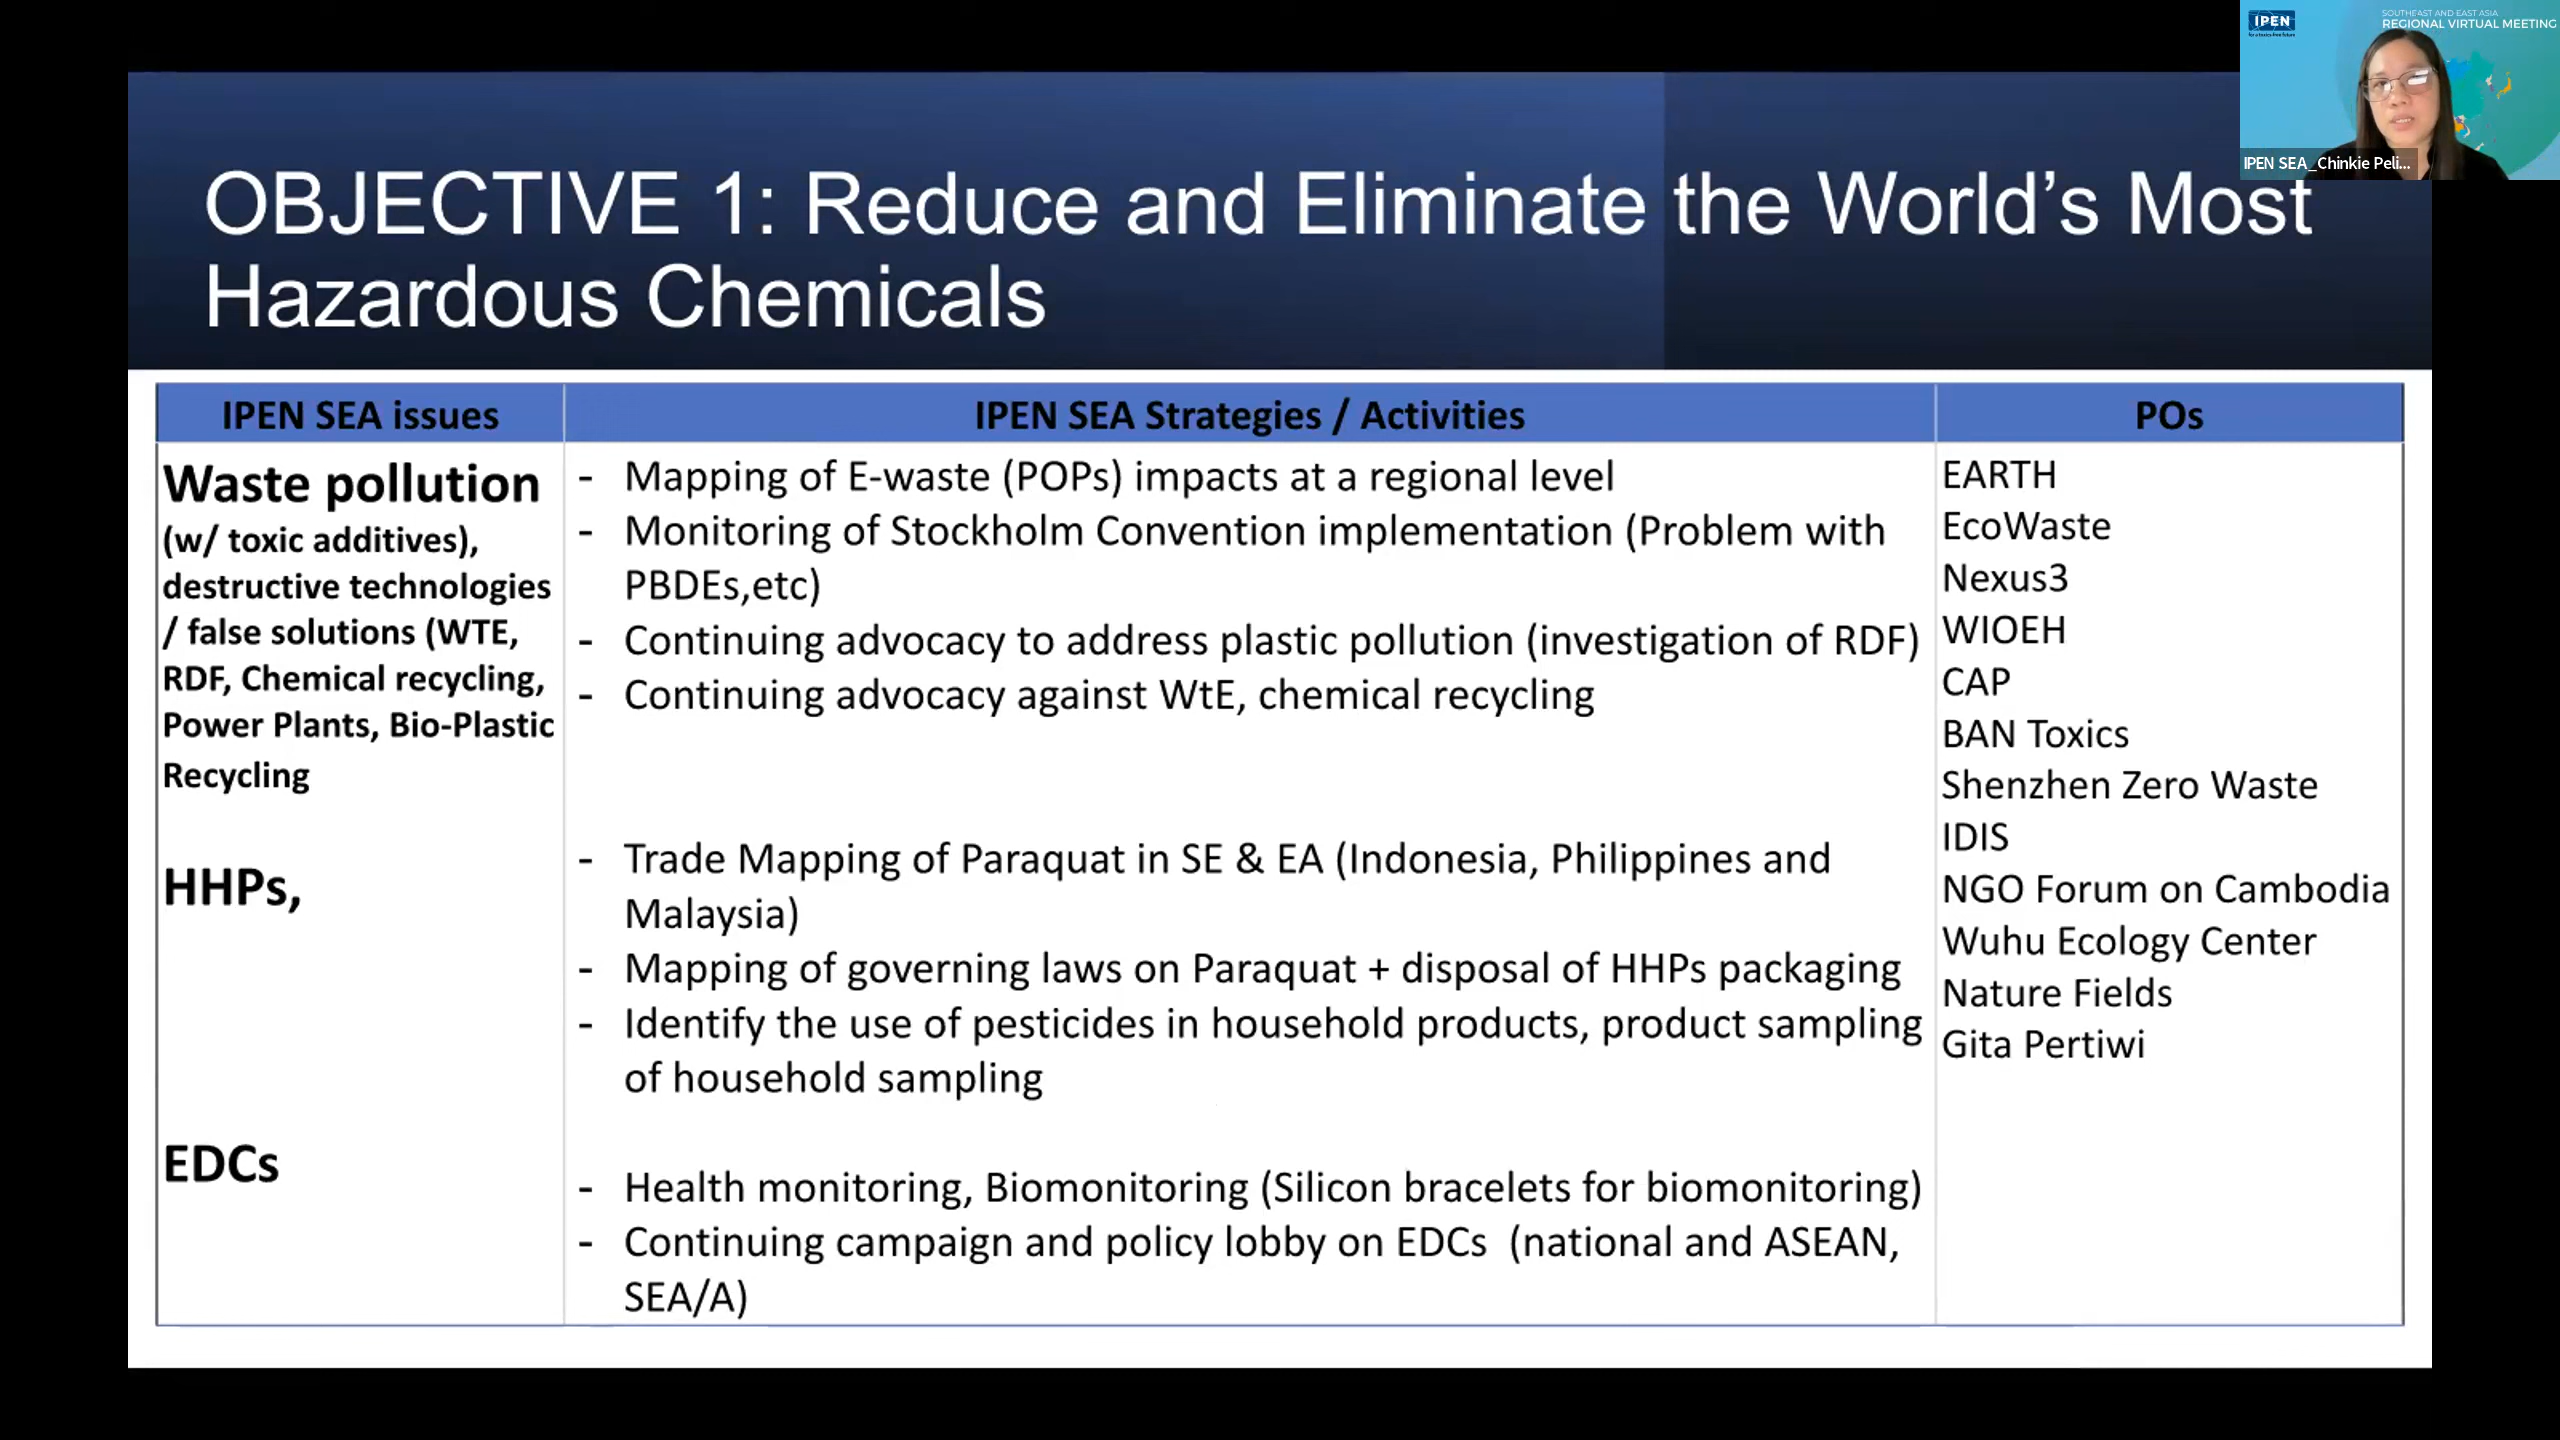 IPEN
for a toxics-free future
SOUTHEAST AND EAST ASIA
REGIONAL VIRTUAL MEETING
IPEN SEA_Chinkie Peli...
OBJECTIVE 1: Reduce and Eliminate the World’s Most
Hazardous Chemicals
IPEN SEA issues
IPEN SEA Strategies / Activities
POs
Waste pollution
(w/ toxic additives),
destructive technologies
/ false solutions (WTE,
RDF, Chemical recycling,
Power Plants, Bio-Plastic
Recycling
HHPs,
EDCs
- Mapping of E-waste (POPs) impacts at a regional level
- Monitoring of Stockholm Convention implementation (Problem with
PBDEs,etc)
- Continuing advocacy to address plastic pollution (investigation of RDF)
- Continuing advocacy against WtE, chemical recycling
- Trade Mapping of Paraquat in SE & EA (Indonesia, Philippines and
Malaysia)
- Mapping of governing laws on Paraquat + disposal of HHPs packaging
- Identify the use of pesticides in household products, product sampling
of household sampling
- Health monitoring, Biomonitoring (Silicon bracelets for biomonitoring)
- Continuing campaign and policy lobby on EDCs  (national and ASEAN,
SEA/A)
EARTH
EcoWaste
Nexus3
WIOEH
CAP
BAN Toxics
Shenzhen Zero Waste
IDIS
NGO Forum on Cambodia
Wuhu Ecology Center
Nature Fields
Gita Pertiwi